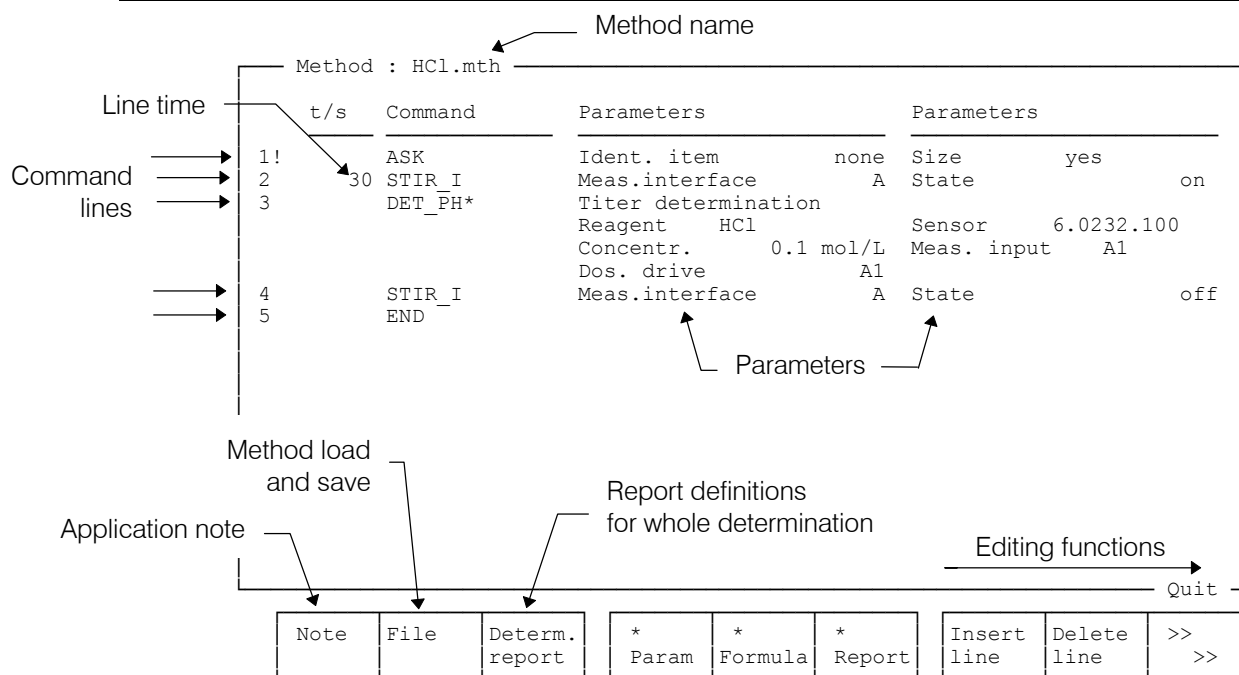 Method name
Method : HCl.mth
Line time
t/s Command Parameters Parameters
Command lines
1! ASK Ident. item none Size yes
2 30 STIR_I Meas.interface A State on
3 DET_PH* Titer determination
Reagent HCl Sensor 6.0232.100
Concentr. 0.1 mol/L Meas. input A1
Dos. drive A1
4 STIR_I Meas.interface A State off
5 END
Parameters
Method load
and save
Report definitions
for whole determination
Application note
Editing functions
Quit
Note File Determ. * * * Insert Delete >>
report Param Formula Report line line >>